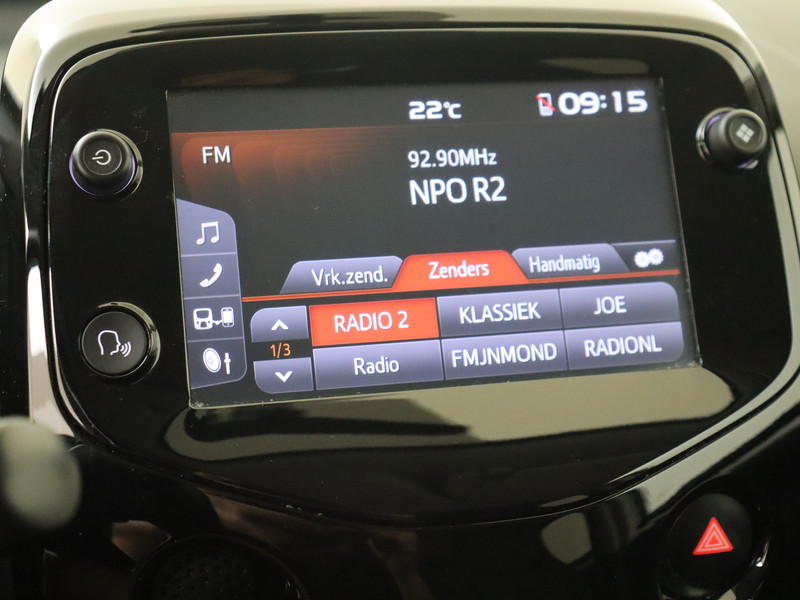 22°C 09:15
FM
92.90MHz
NPO R2
Vrk.zend. Zenders Handmatig
RADIO 2 KLASSIEK JOE
1/3
Radio FMJNMOND RADIONL